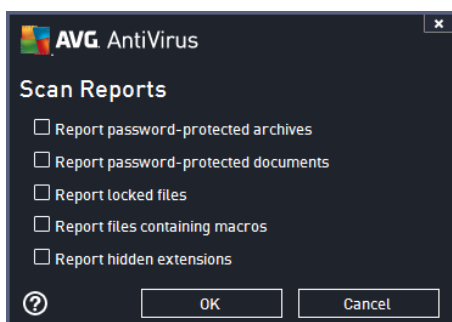 AVG. AntiVirus
Scan Reports
Report password-protected archives
Report password-protected documents
Report locked files
Report files containing macros
Report hidden extensions
OK Cancel